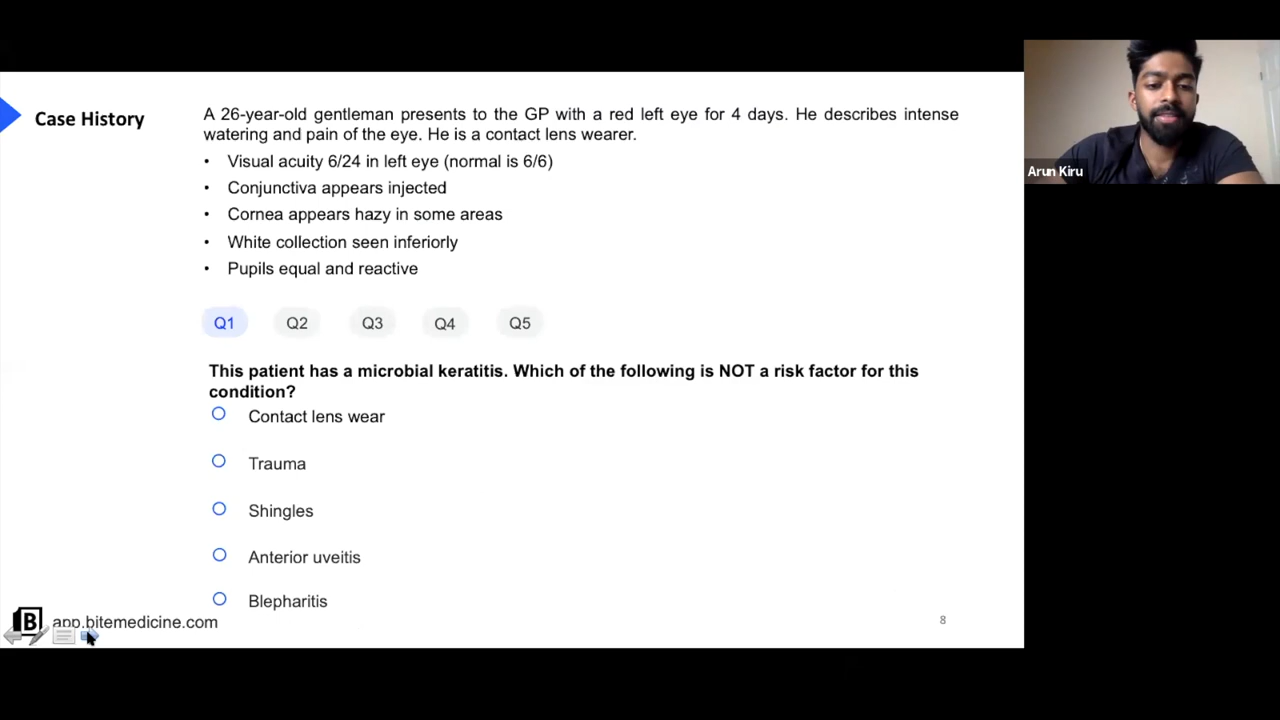 Case History
A 26-year-old gentleman presents to the GP with a red left eye for 4 days. He describes intense
watering and pain of the eye. He is a contact lens wearer.
• Visual acuity 6/24 in left eye (normal is 6/6)
• Conjunctiva appears injected
• Cornea appears hazy in some areas
• White collection seen inferiorly
• Pupils equal and reactive
Q1 Q2 Q3 Q4 Q5
This patient has a microbial keratitis. Which of the following is NOT a risk factor for this
condition?
Contact lens wear
Trauma
Shingles
Anterior uveitis
Blepharitis
B app.bitemedicine.com
8
Arun Kiru